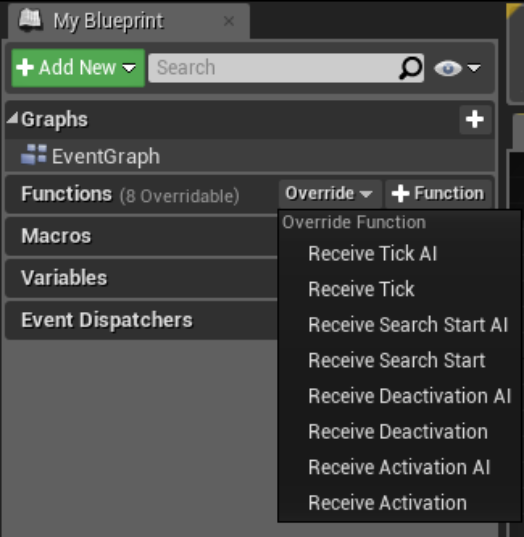 My Blueprint
Add New
Search
Graphs
EventGraph
Functions (8 Overridable) Override Function
Macros
Variables
Event Dispatchers
Override Function
Receive Tick AI
Receive Tick
Receive Search Start AI
Receive Search Start
Receive Deactivation AI
Receive Deactivation
Receive Activation AI
Receive Activation